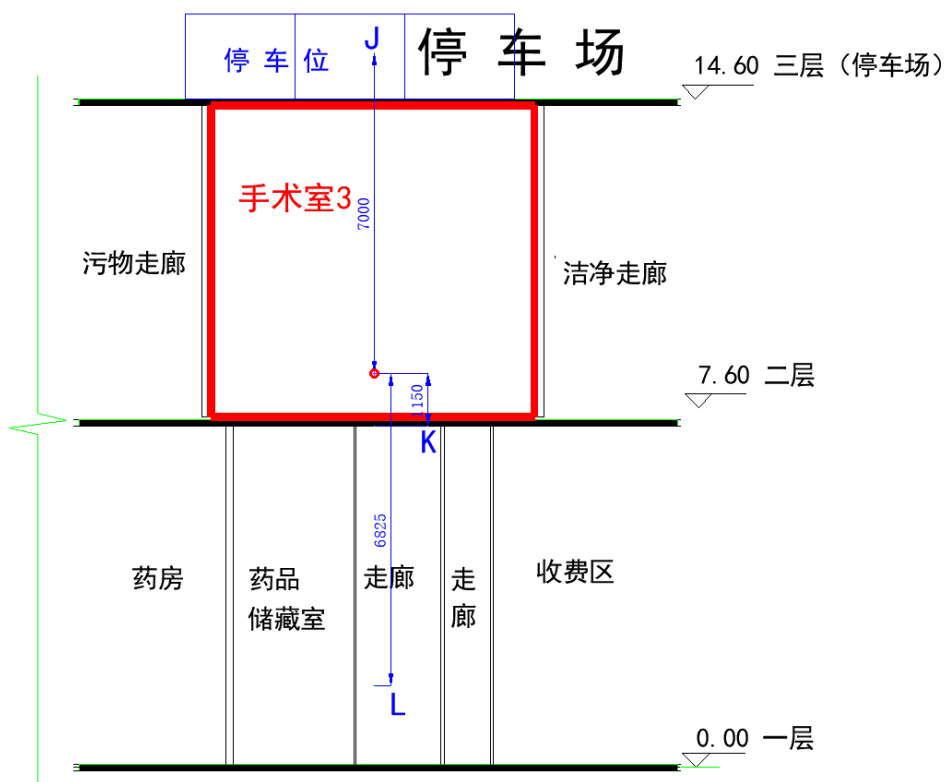 停车位
J
停车场
14.60 三层（停车场）
手术室3
7000
污物走廊
洁净走廊
7.60 二层
1150
K
6825
药房
药品
储藏室
走廊
走
廊
收费区
L
0.00 一层